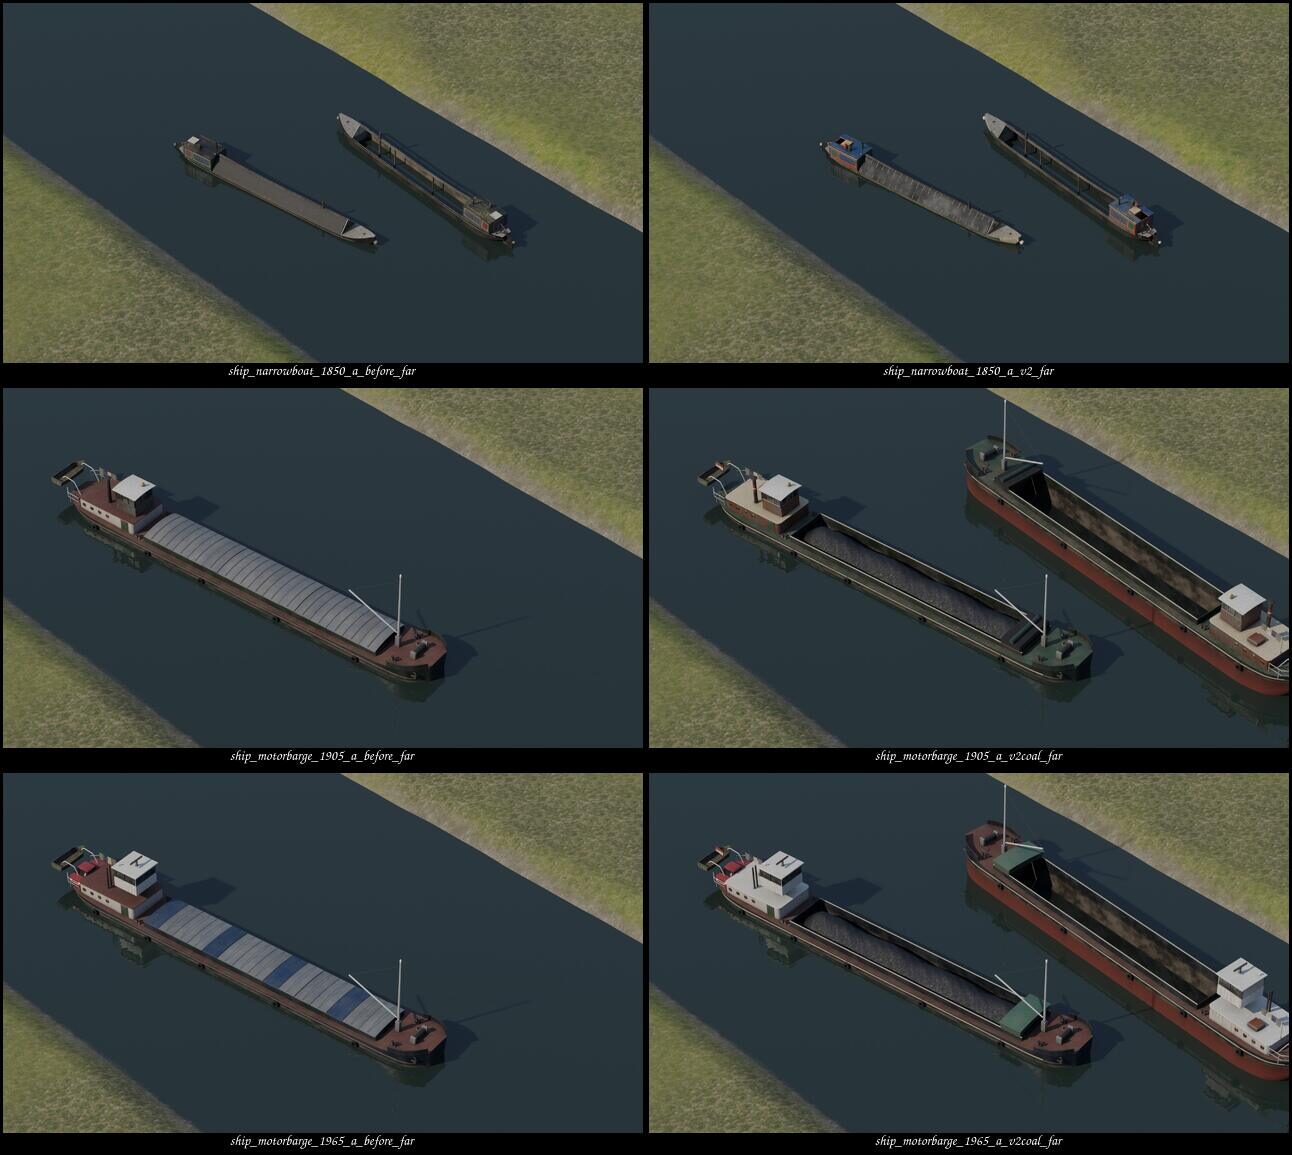 ship_narrowboat_1850_a_before_far
ship_narrowboat_1850_a_v2_far
ship_motorbarge_1905_a_before_far
ship_motorbarge_1905_a_v2coal_far
ship_motorbarge_1965_a_before_far
ship_motorbarge_1965_a_v2coal_far